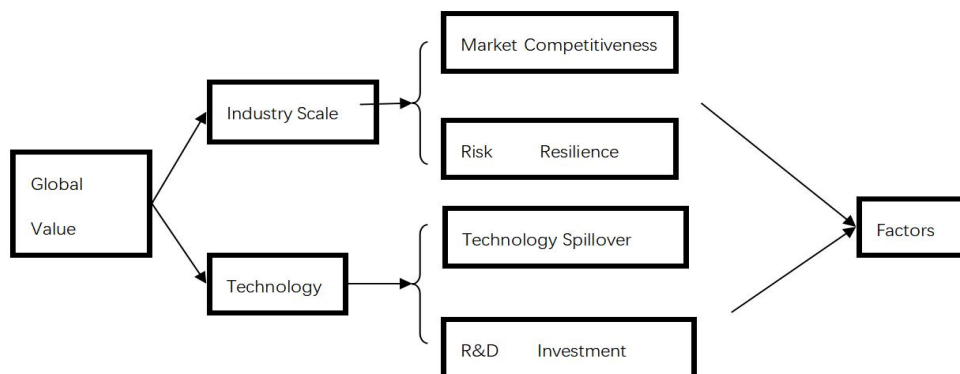 Market Competitiveness
Industry Scale
Risk Resilience
Global
Value
Technology Spillover
Factors
Technology
R&D Investment